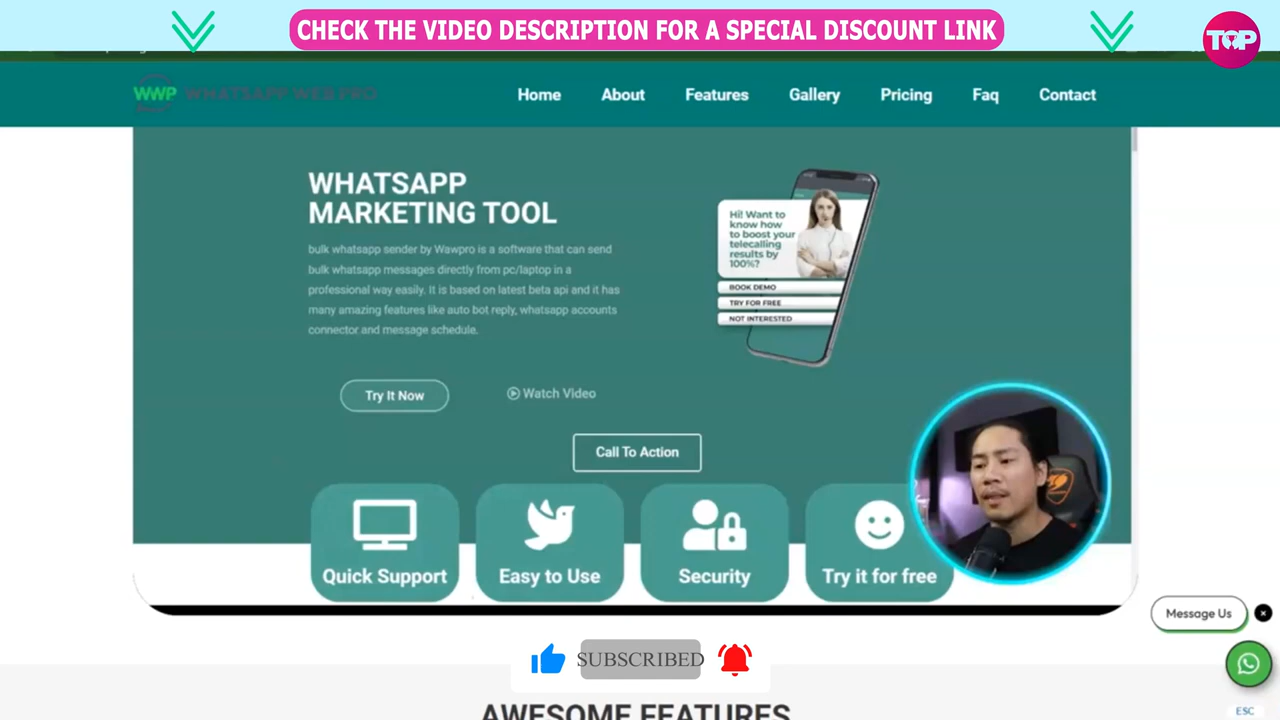 CHECK THE VIDEO DESCRIPTION FOR A SPECIAL DISCOUNT LINK
TOP
WWP WHATSAPP WEB PRO
Home About Features Gallery Pricing Faq Contact
WHATSAPP
MARKETING TOOL
bulk whatsapp sender by Wawpro is a software that can send
bulk whatsapp messages directly from pc/laptop in a
professional way easily. It is based on latest beta api and it has
many amazing features like auto bot reply, whatsapp accounts
connector and message schedule.
Hi! Want to
know how
to boost your
telecalling
results by
100%?
BOOK DEMO
TRY FOR FREE
NOT INTERESTED
Try It Now
Watch Video
Call To Action
Quick Support
Easy to Use
Security
Try it for free
Message Us
SUBSCRIBED
ESC
AWESOME FEATURES